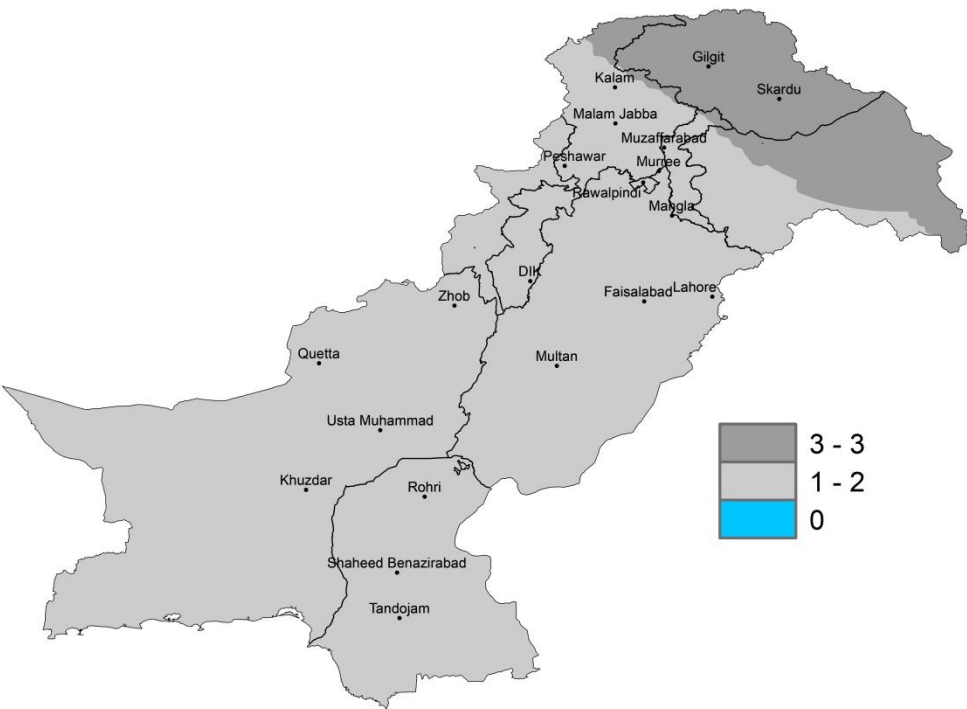 Gilgit
Kalam
Skardu
Malam Jabba
Muzaffarabad
Peshawar
Murree
Rawalpindi
Mangla
DIK
Zhob
Faisalabad
Lahore
Quetta
Multan
Usta Muhammad
Khuzdar
Rohri
Shaheed Benazirabad
Tandojam
3 - 3
1 - 2
0